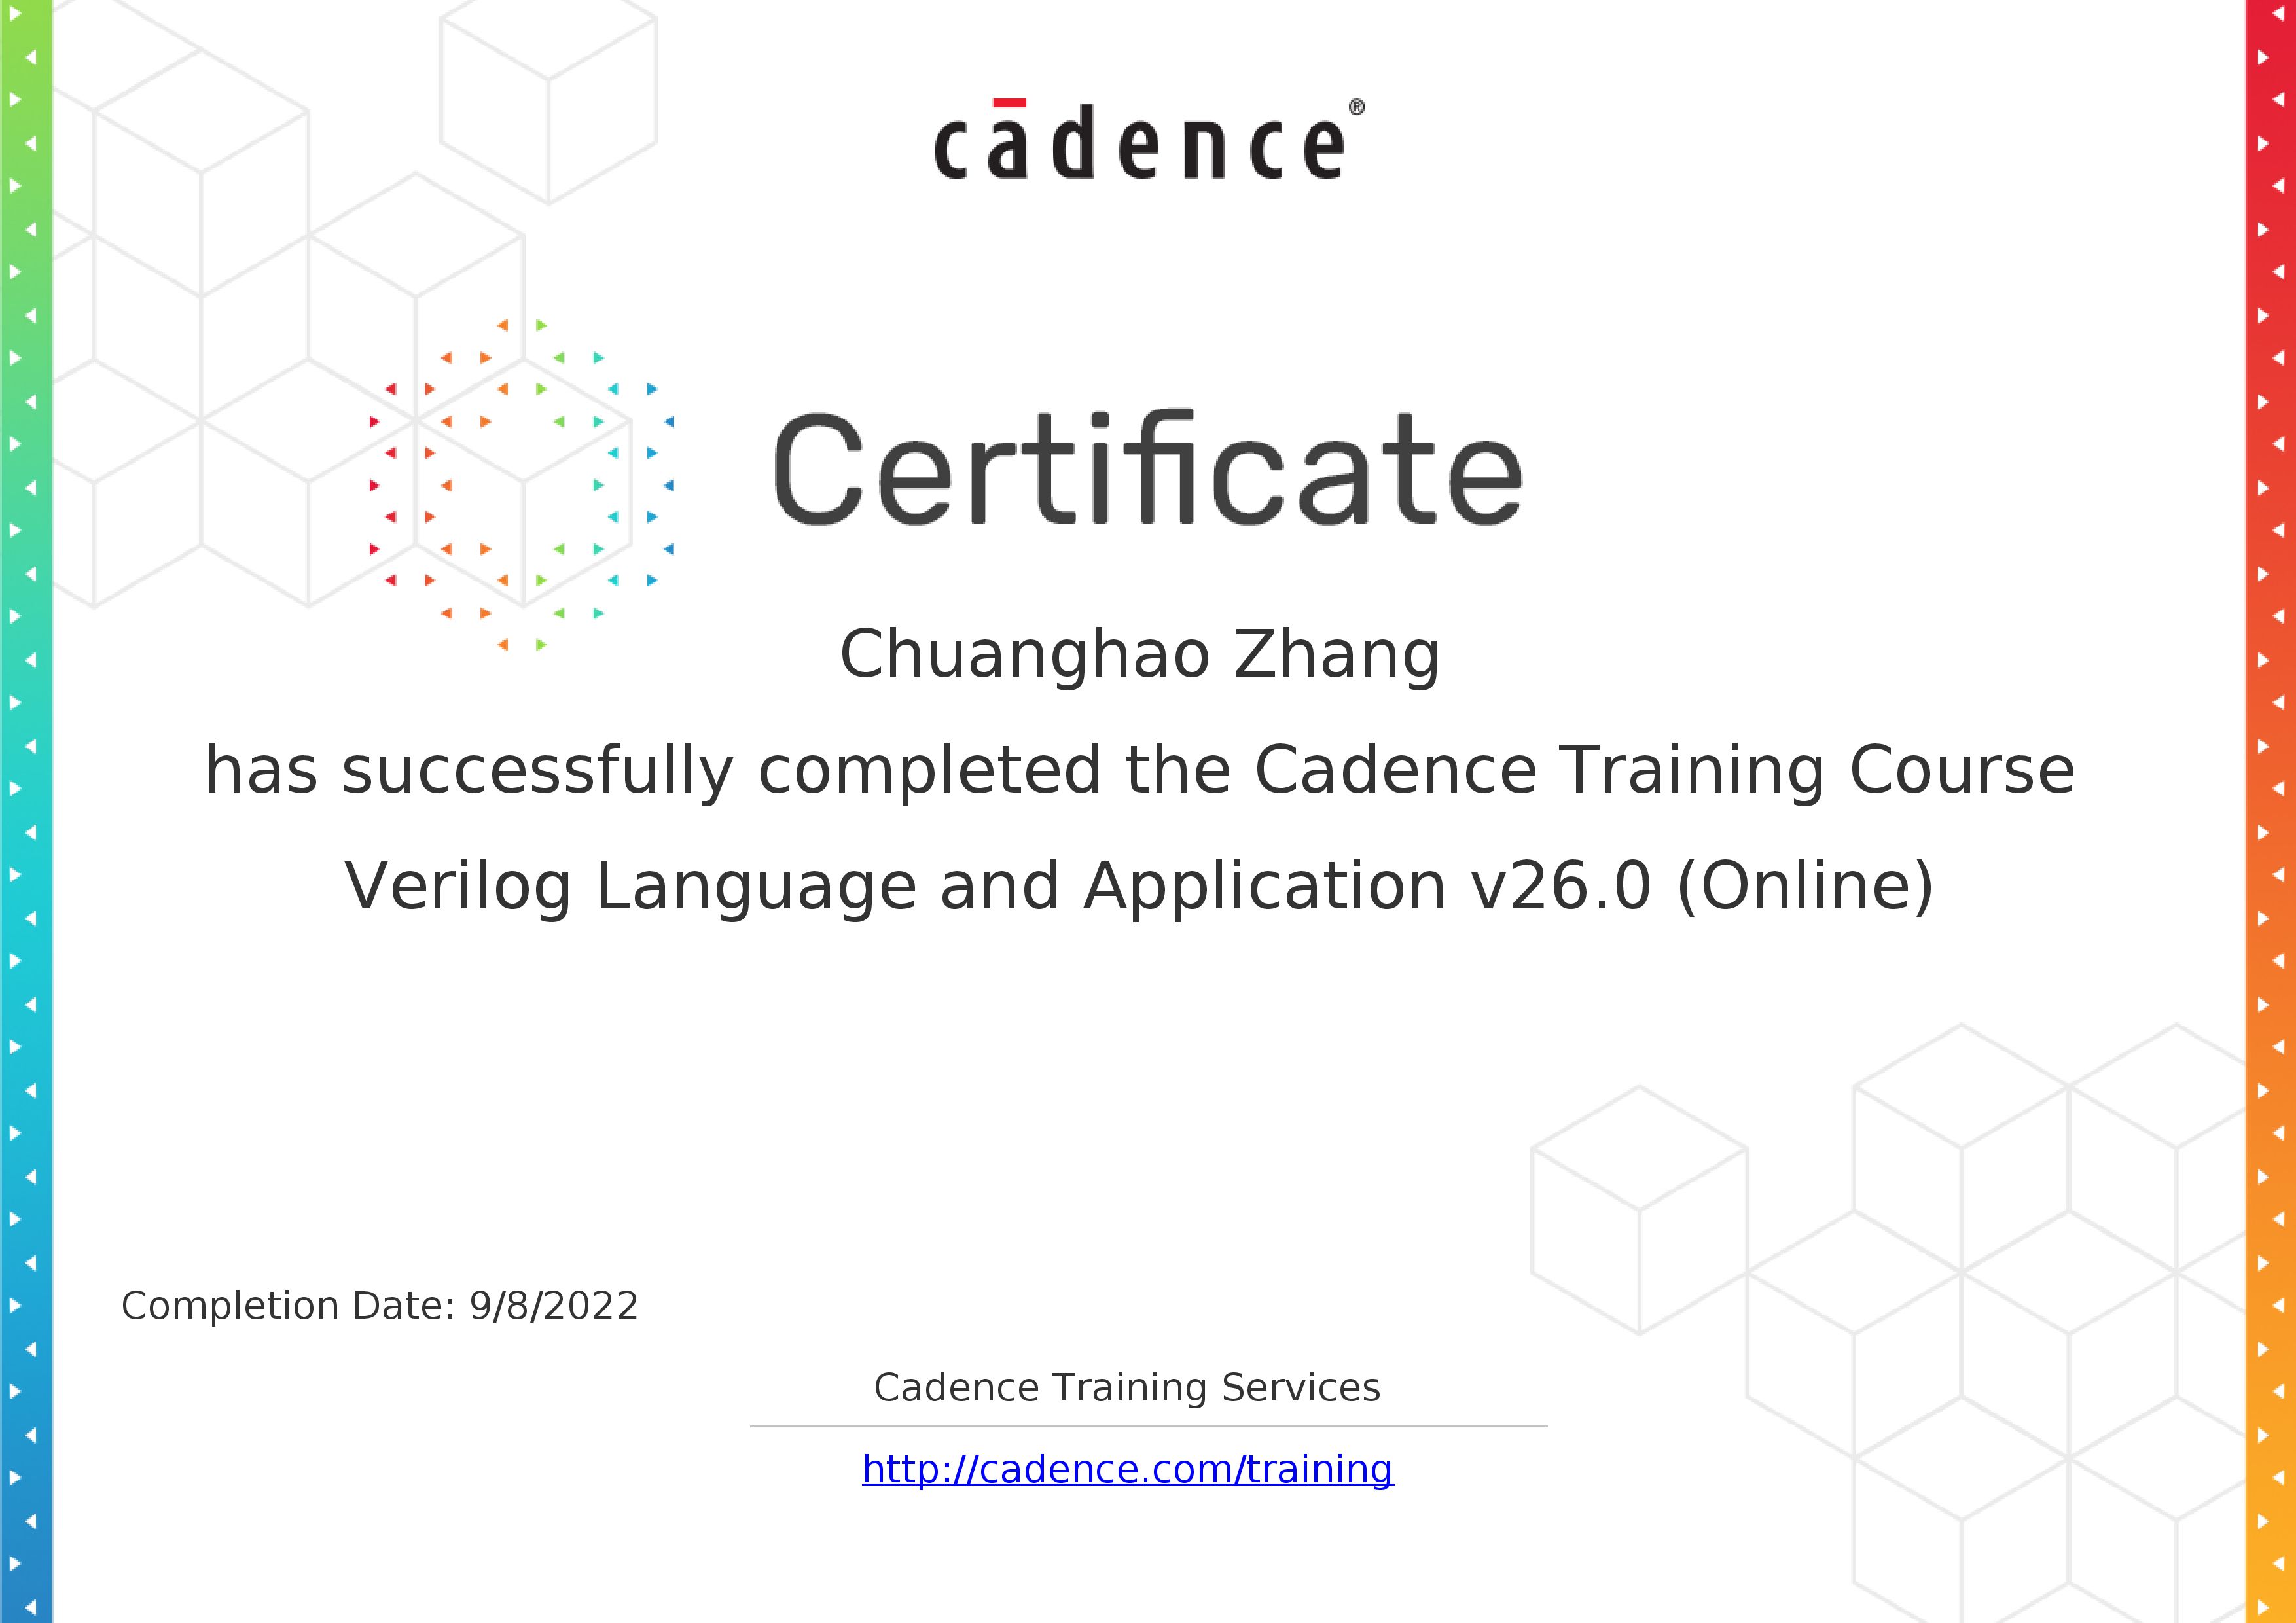 cādence®
Certificate
Chuanghao Zhang
has successfully completed the Cadence Training Course
Verilog Language and Application v26.0 (Online)
Completion Date: 9/8/2022
Cadence Training Services
http://cadence.com/training